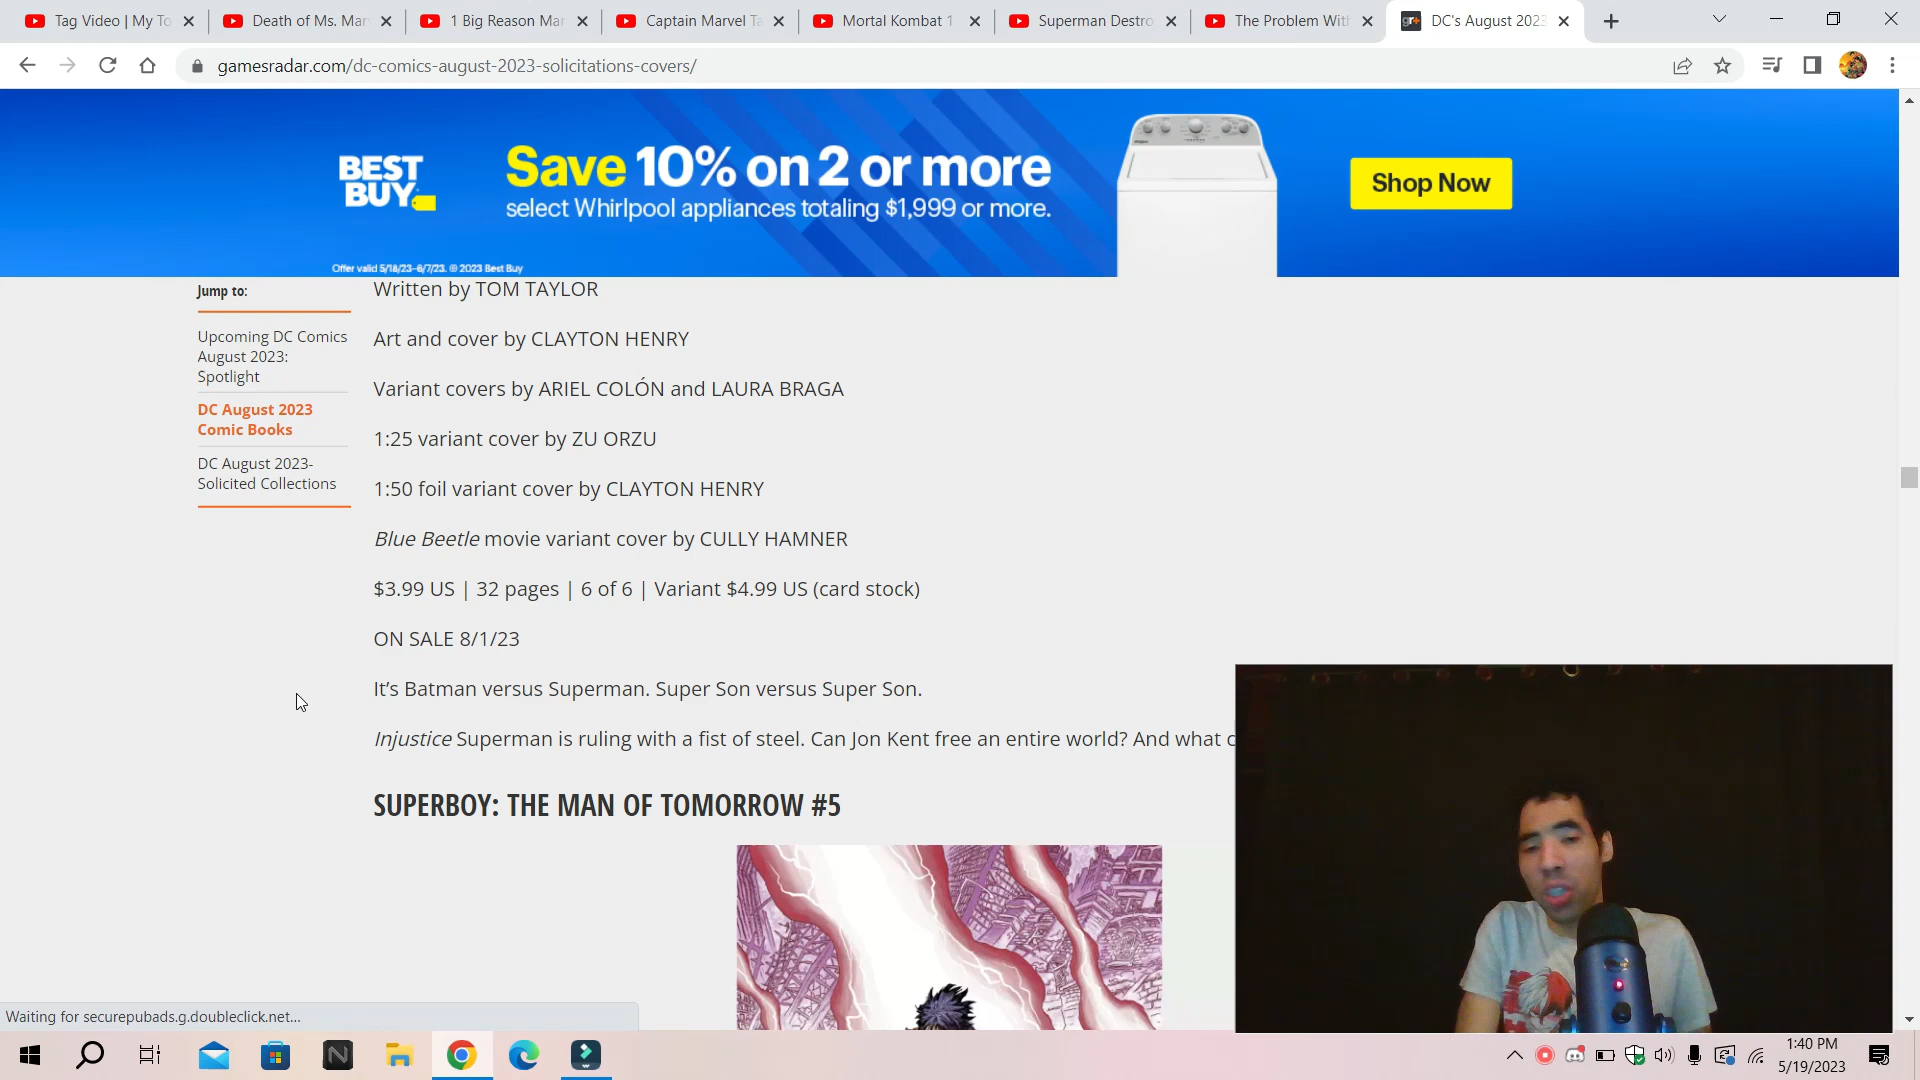 Tag Video | My To
Death of Ms. Mar
1 Big Reason Mar
Captain Marvel Ta
Mortal Kombat 1
Superman Destro
The Problem With
DC's August 2023
gamesradar.com/dc-comics-august-2023-solicitations-covers/
BEST BUY
Save 10% on 2 or more
select Whirlpool appliances totaling $1,999 or more.
Shop Now
Offer valid 5/18/23–6/7/23. © 2023 Best Buy
Jump to:
Upcoming DC Comics
August 2023:
Spotlight
DC August 2023
Comic Books
DC August 2023-
Solicited Collections
Written by TOM TAYLOR
Art and cover by CLAYTON HENRY
Variant covers by ARIEL COLÓN and LAURA BRAGA
1:25 variant cover by ZU ORZU
1:50 foil variant cover by CLAYTON HENRY
Blue Beetle movie variant cover by CULLY HAMNER
$3.99 US | 32 pages | 6 of 6 | Variant $4.99 US (card stock)
ON SALE 8/1/23
It's Batman versus Superman. Super Son versus Super Son.
Injustice Superman is ruling with a fist of steel. Can Jon Kent free an entire world? And what c
SUPERBOY: THE MAN OF TOMORROW #5
Waiting for securepubads.g.doubleclick.net...
1:40 PM
5/19/2023